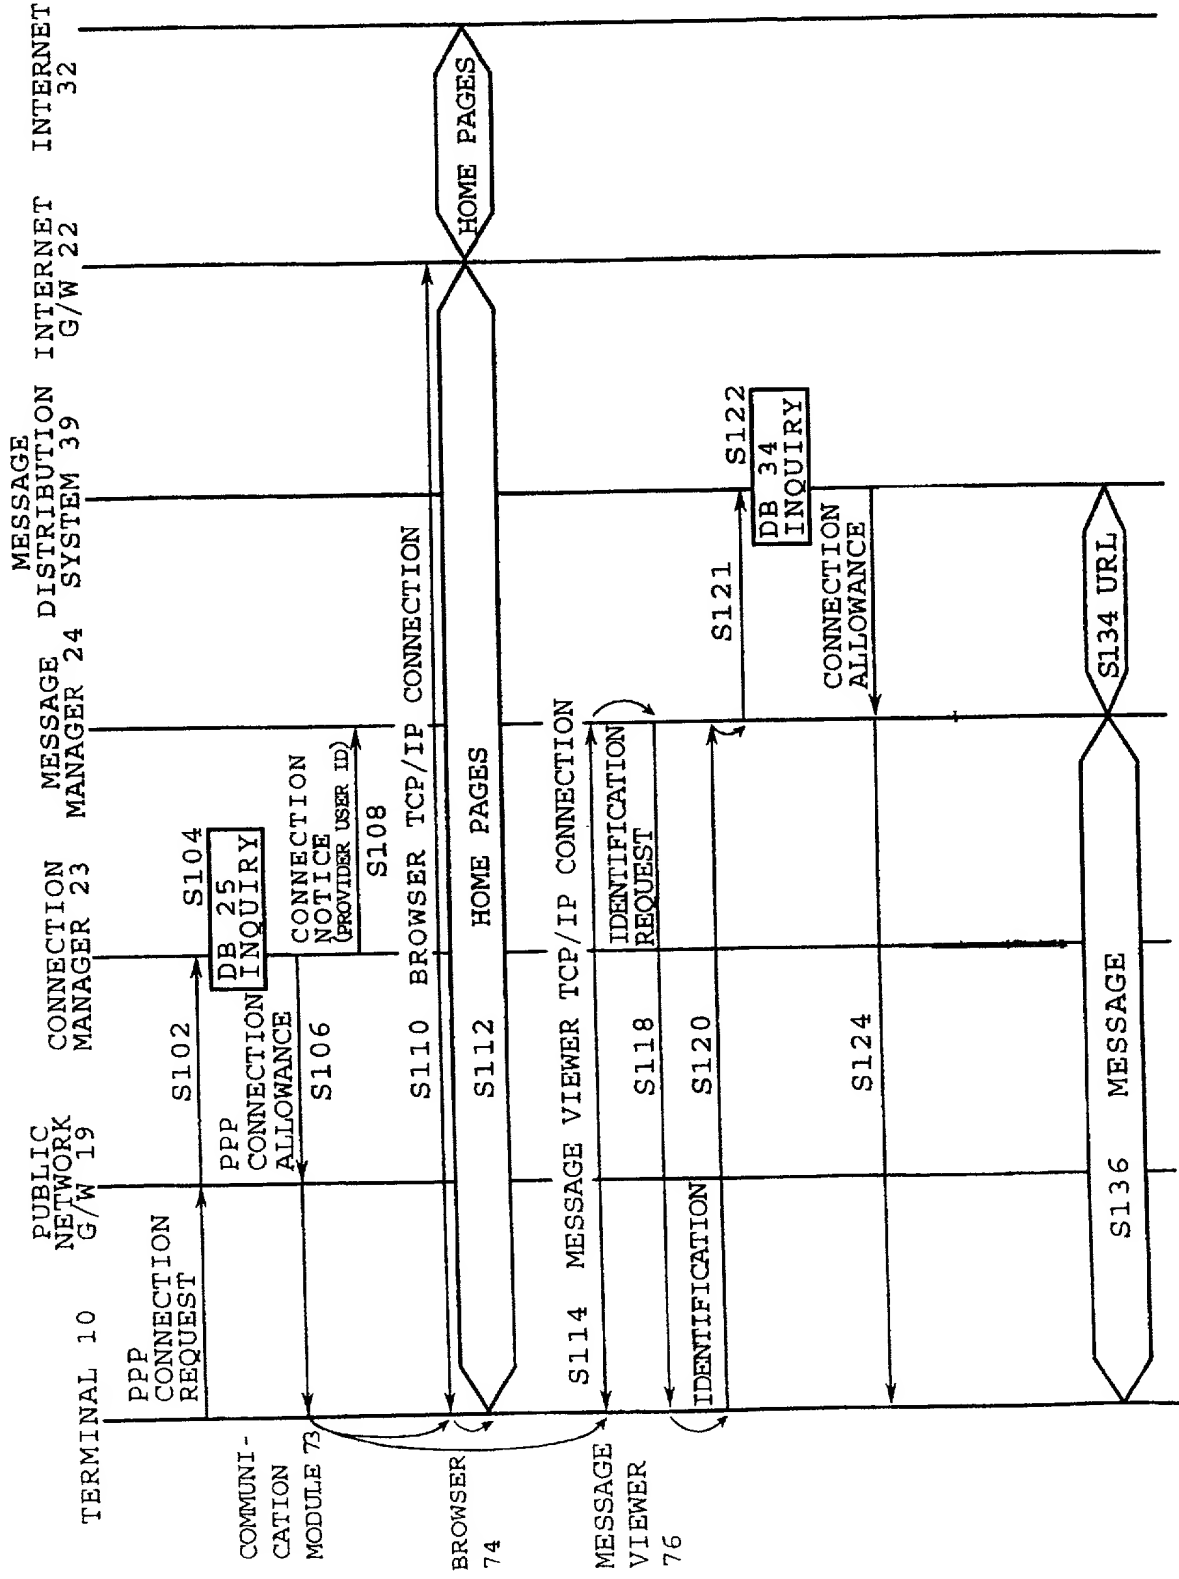 TERMINAL 10
PUBLIC
NETWORK
G/W 19
CONNECTION
MANAGER 23
MESSAGE
MANAGER 24
MESSAGE
DISTRIBUTION
SYSTEM 39
INTERNET
G/W 22
INTERNET
32
PPP
CONNECTION
REQUEST
S102
S104
DB 25
INQUIRY
PPP
CONNECTION
ALLOWANCE
S106
CONNECTION
NOTICE
(PROVIDER USER ID)
S108
COMMUNI-
CATION
MODULE 73
S110 BROWSER TCP/IP CONNECTION
BROWSER
74
S112 HOME PAGES
HOME PAGES
S114 MESSAGE VIEWER TCP/IP CONNECTION
MESSAGE
VIEWER
76
IDENTIFICATION
REQUEST
S118
IDENTIFICATION
S120
S121
S122
DB 34
INQUIRY
CONNECTION
ALLOWANCE
S124
S134 URL
S136 MESSAGE